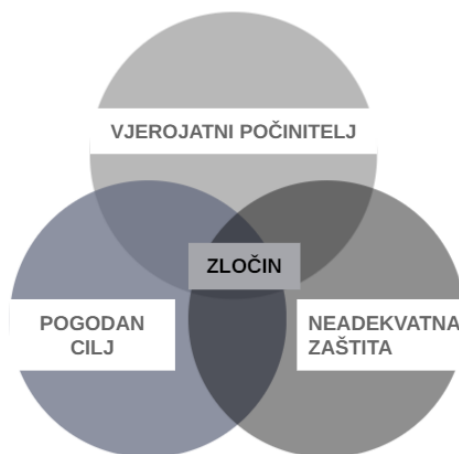 VJEROJATNI POČINITELJ
ZLOČIN
POGODAN
CILJ
NEADEKVATNA
ZAŠTITA